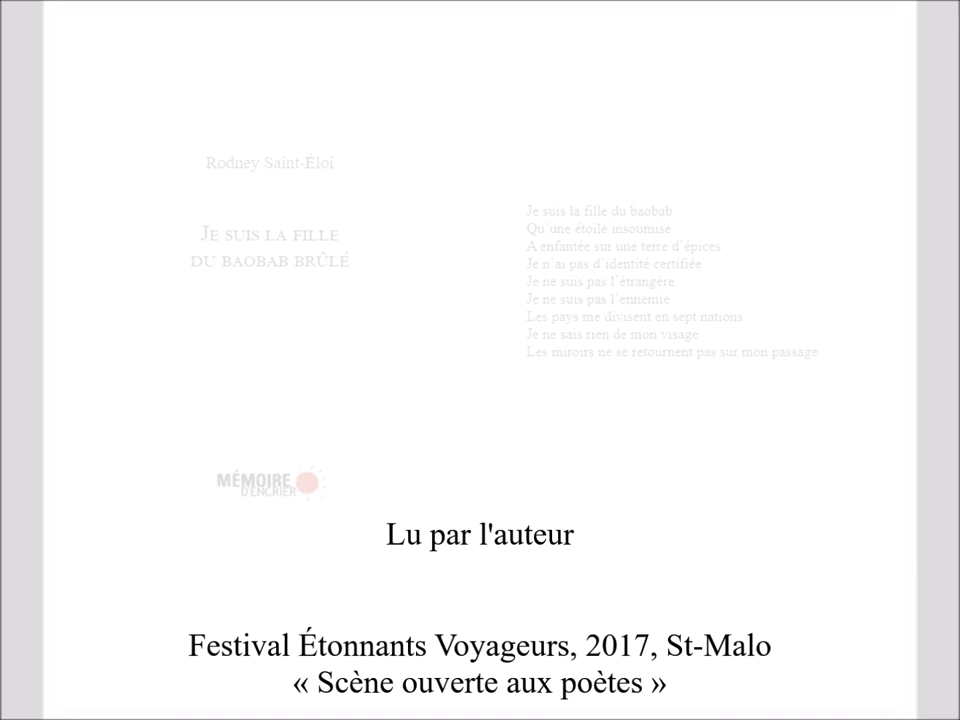 Rodney Saint-Éloi
JE SUIS LA FILLE
DU BAOBAB BRÛLÉ
Je suis la fille du baobab
Qu'une étoile insoumise
A enfantée sur une terre d'épices
Je n'ai pas d'identité certifiée
Je ne suis pas l'étrangère
Je ne suis pas l'ennemie
Les pays me divisent en sept nations
Je ne sais rien de mon visage
Les miroirs ne se retournent pas sur mon passage
MÉMOIRE
D'ENCRIER
Lu par l'auteur
Festival Étonnants Voyageurs, 2017, St-Malo
« Scène ouverte aux poètes »